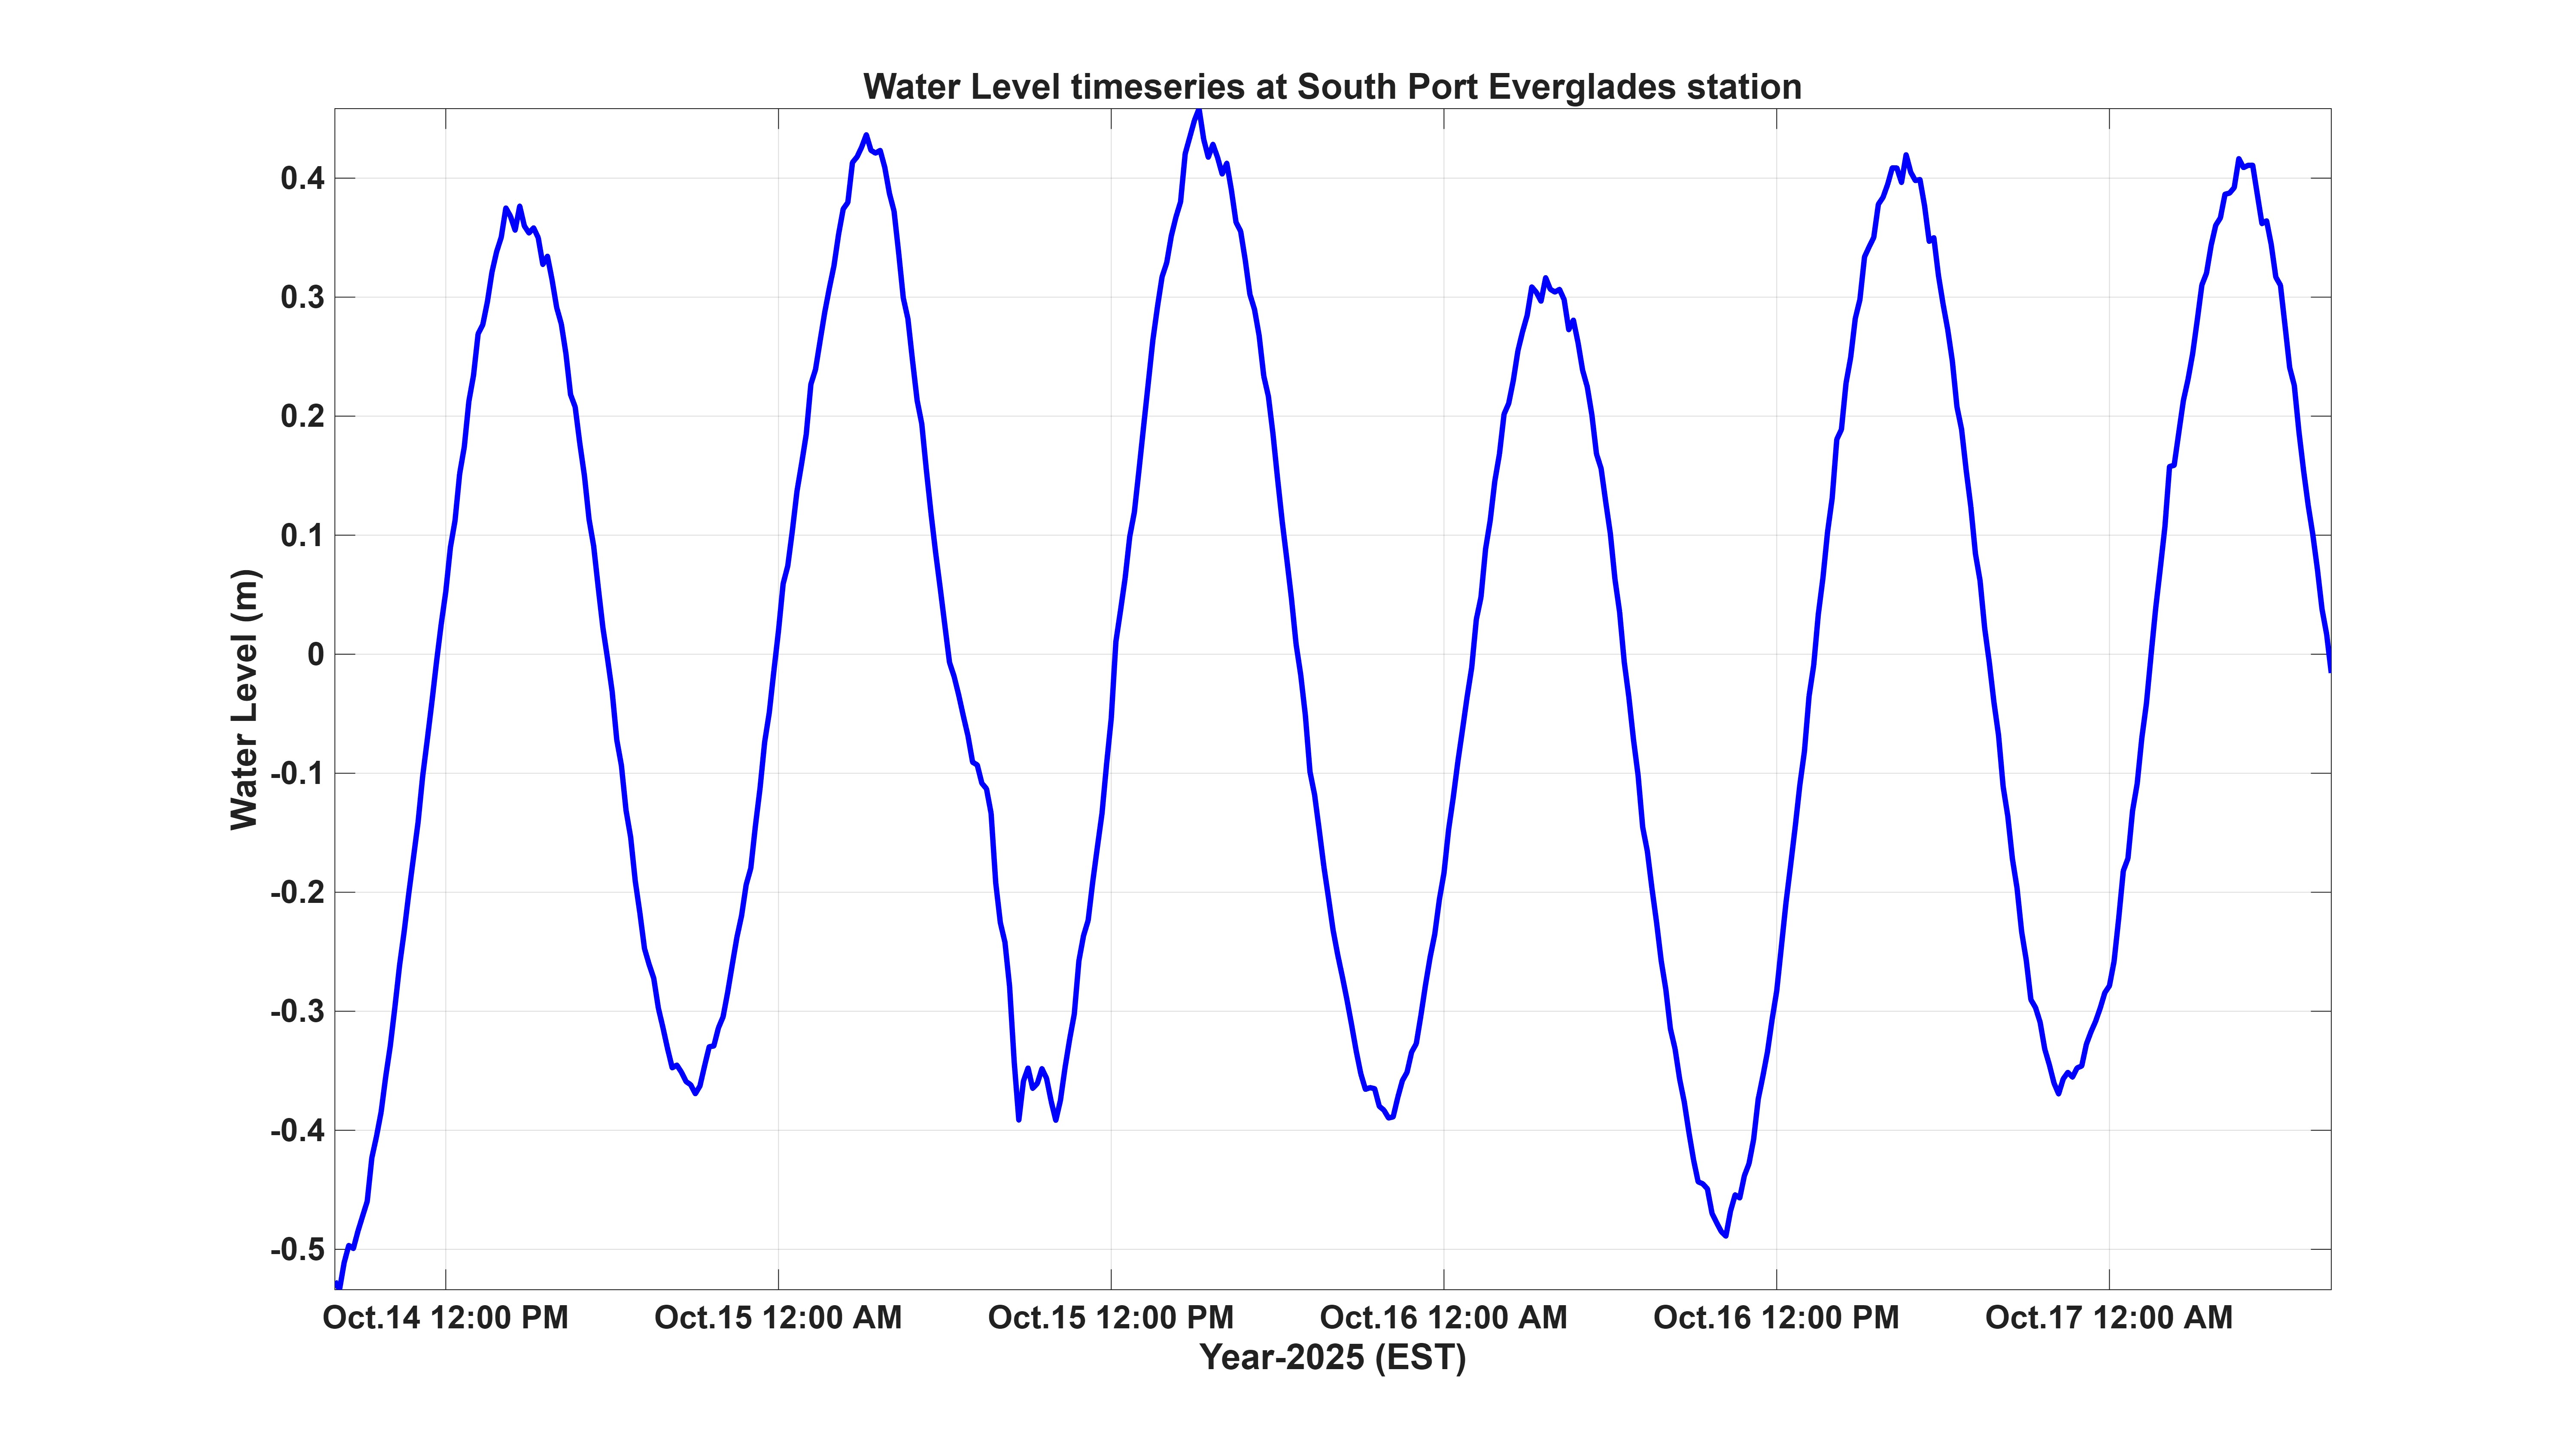 Water Level timeseries at South Port Everglades station
0.4
0.3
0.2
0.1
0
-0.1
-0.2
-0.3
-0.4
-0.5
Water Level (m)
Oct.14 12:00 PM Oct.15 12:00 AM Oct.15 12:00 PM Oct.16 12:00 AM Oct.16 12:00 PM Oct.17 12:00 AM
Year-2025 (EST)